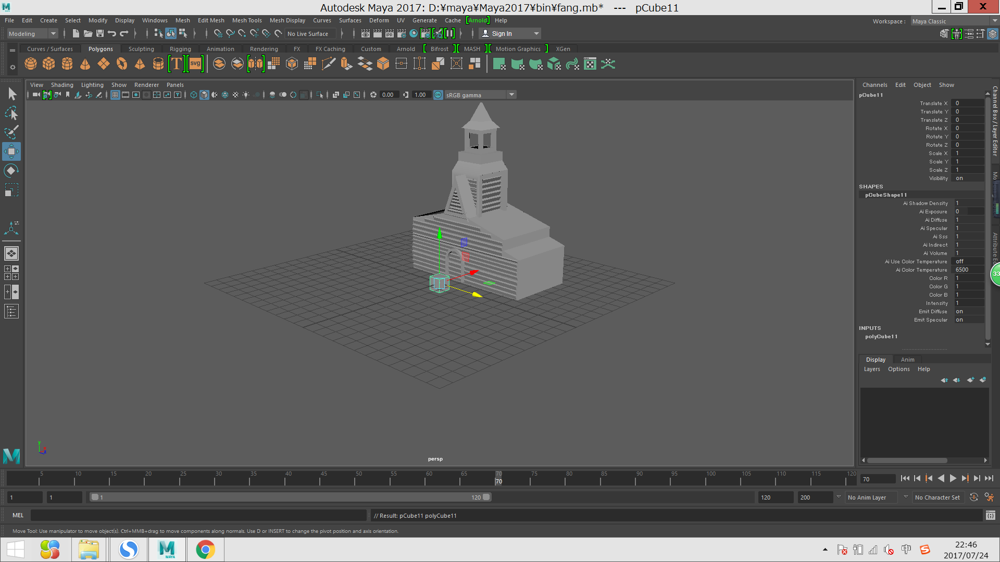 Autodesk Maya 2017: D:¥maya¥Maya2017¥bin¥fang.mb*   ---   pCube11
File Edit Create Select Modify Display Windows Mesh Edit Mesh Mesh Tools Mesh Display Curves Surfaces Deform UV Generate Cache [Arnold] Help
Workspace : Maya Classic
Modeling No Live Surface IPR Sign In
Curves / Surfaces Polygons Sculpting Rigging Animation Rendering FX FX Caching Custom Arnold [ Bifrost ] [ MASH ] [ Motion Graphics ] XGen
T SVG
View Shading Lighting Show Renderer Panels
0.00 1.00 ON sRGB gamma
persp
Channels Edit Object Show
pCube11
Translate X 0
Translate Y 0
Translate Z 0
Rotate X 0
Rotate Y 0
Rotate Z 0
Scale X 1
Scale Y 1
Scale Z 1
Visibility on
SHAPES
pCubeShape11
Ai Shadow Density 1
Ai Exposure 0
Ai Diffuse 1
Ai Specular 1
Ai Sss 1
Ai Indirect 1
Ai Volume 1
Ai Use Color Temperature off
Ai Color Temperature 6500
Color R 1
Color G 1
Color B 1
Intensity 1
Emit Diffuse on
Emit Specular on
INPUTS
polyCube11
Channel Box / Layer Editor
Attribute
33
Display Anim
Layers Options Help
y
z
5 10 15 20 25 30 35 40 45 50 55 60 65 70 75 80 85 90 95 100 105 110 115 120
70
70
1 1 1 120 120 200 No Anim Layer No Character Set
MEL // Result: pCube11 polyCube11
Move Tool: Use manipulator to move object(s). Ctrl+MMB+drag to move components along normals. Use D or INSERT to change the pivot position and axis orientation.
MAYA
中
S
22:46
2017/07/24